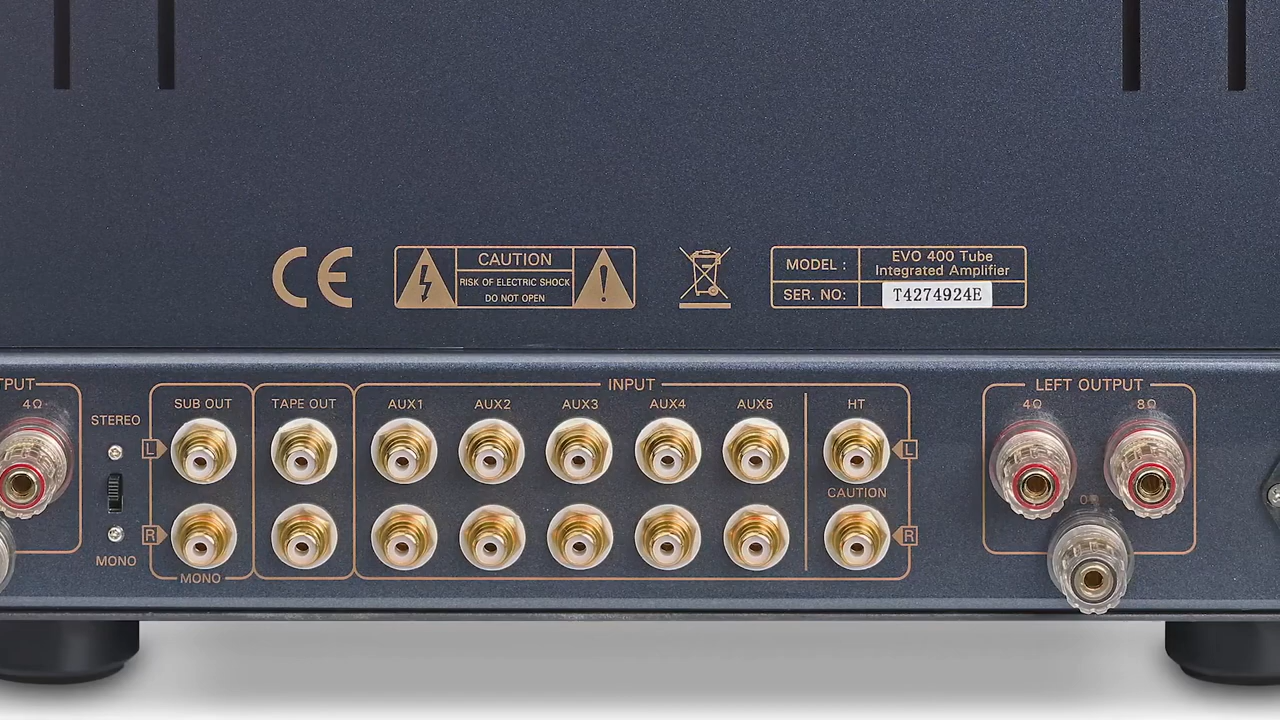 CE
CAUTION
RISK OF ELECTRIC SHOCK
DO NOT OPEN
MODEL :
EVO 400 Tube
Integrated Amplifier
SER. NO:
T4274924E
TPUT
4Ω
STEREO
MONO
SUB OUT
TAPE OUT
INPUT
AUX1
AUX2
AUX3
AUX4
AUX5
HT
L
L
CAUTION
R
R
MONO
LEFT OUTPUT
4Ω
8Ω